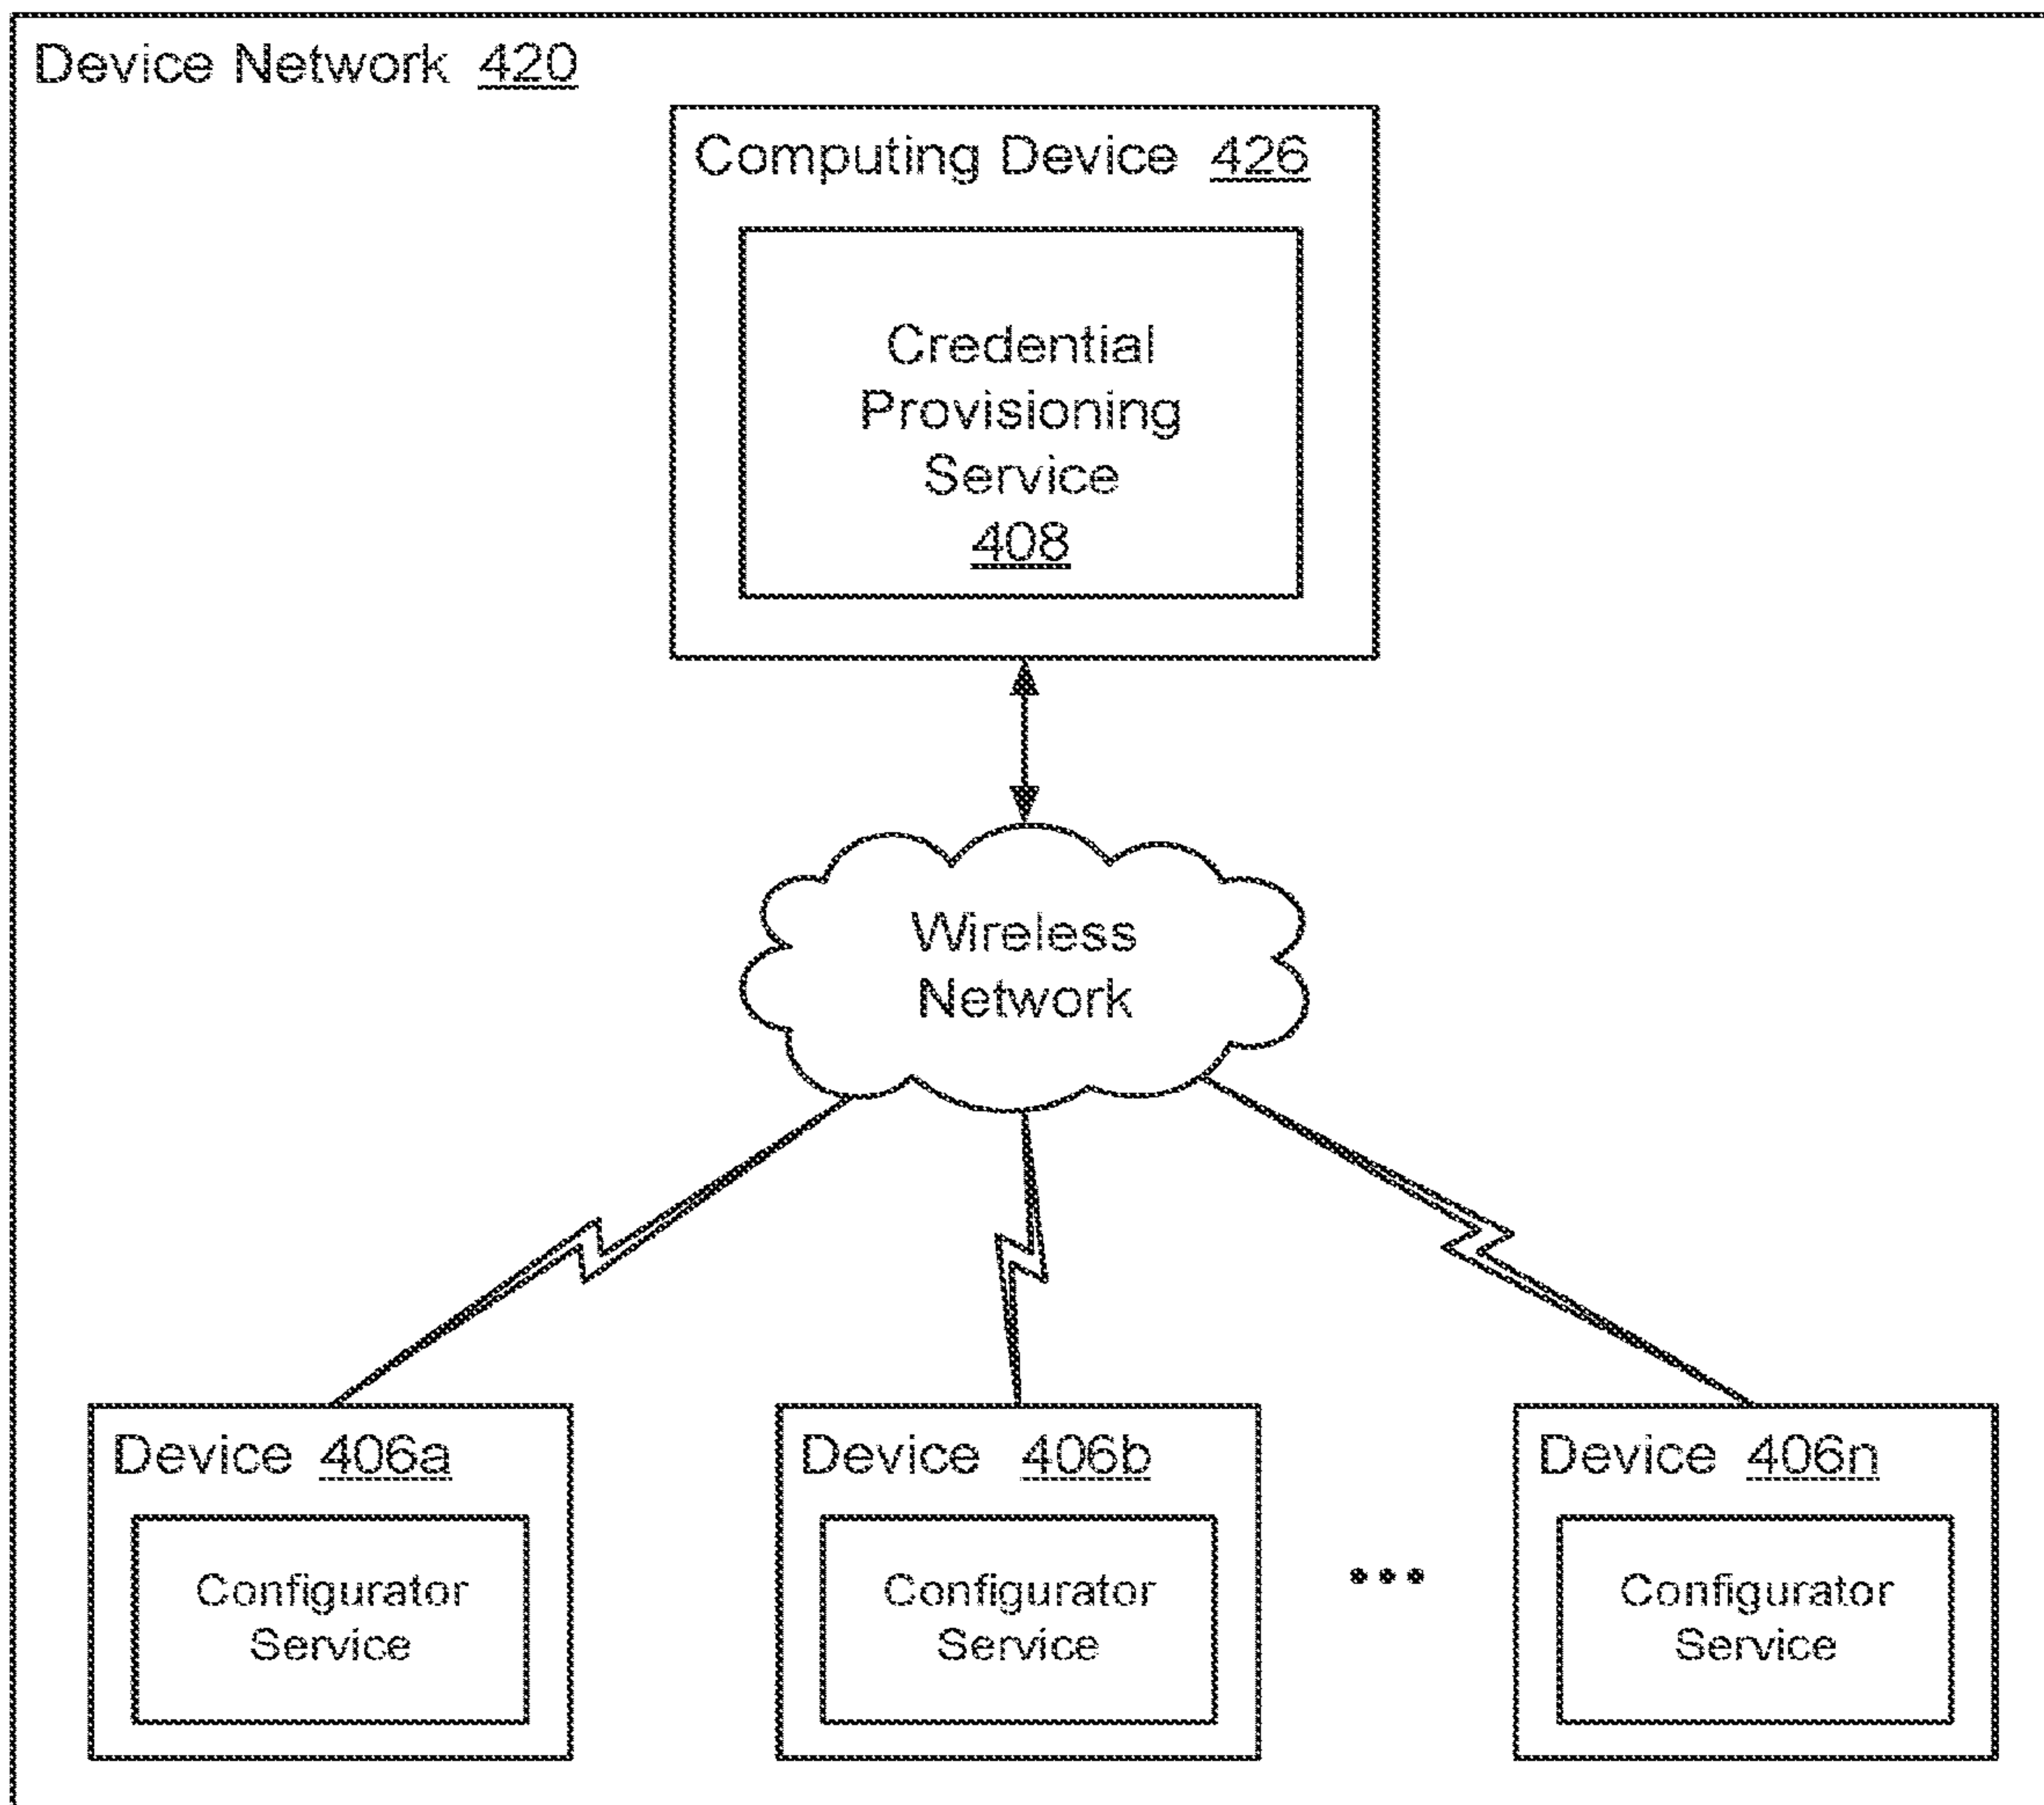 Device Network 420
Computing Device 426
Credential
Provisioning
Service
408
Wireless
Network
Device 406a
Configurator
Service
Device 406b
Configurator
Service
...
Device 406n
Configurator
Service